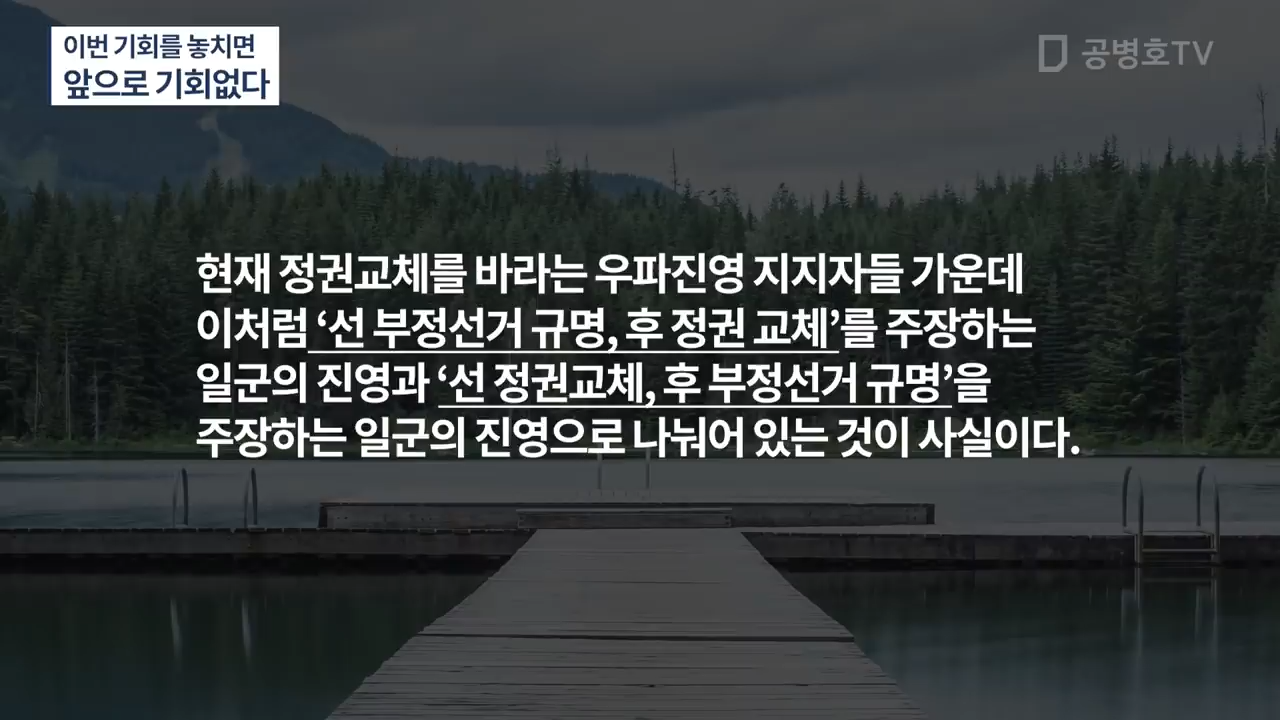 이번 기회를 놓치면
앞으로 기회없다
공병호TV
현재 정권교체를 바라는 우파진영 지지자들 가운데
이처럼 ‘선 부정선거 규명, 후 정권 교체’를 주장하는
일군의 진영과 ‘선 정권교체, 후 부정선거 규명’을
주장하는 일군의 진영으로 나눠어 있는 것이 사실이다.